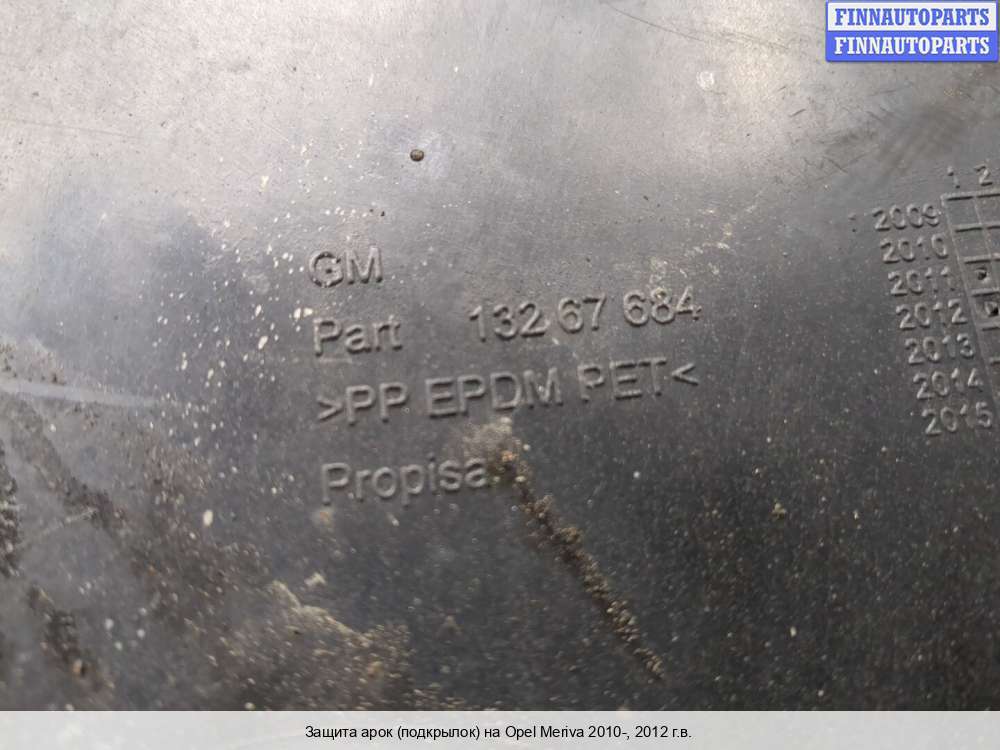 FINNAUTOPARTS
FINNAUTOPARTS
GM
Part 132 67 684
>PP EPDM PET<
Propisa
1 2
2009
2010
2011
2012
2013
2014
2015
Защита арок (подкрылок) на Opel Meriva 2010-, 2012 г.в.